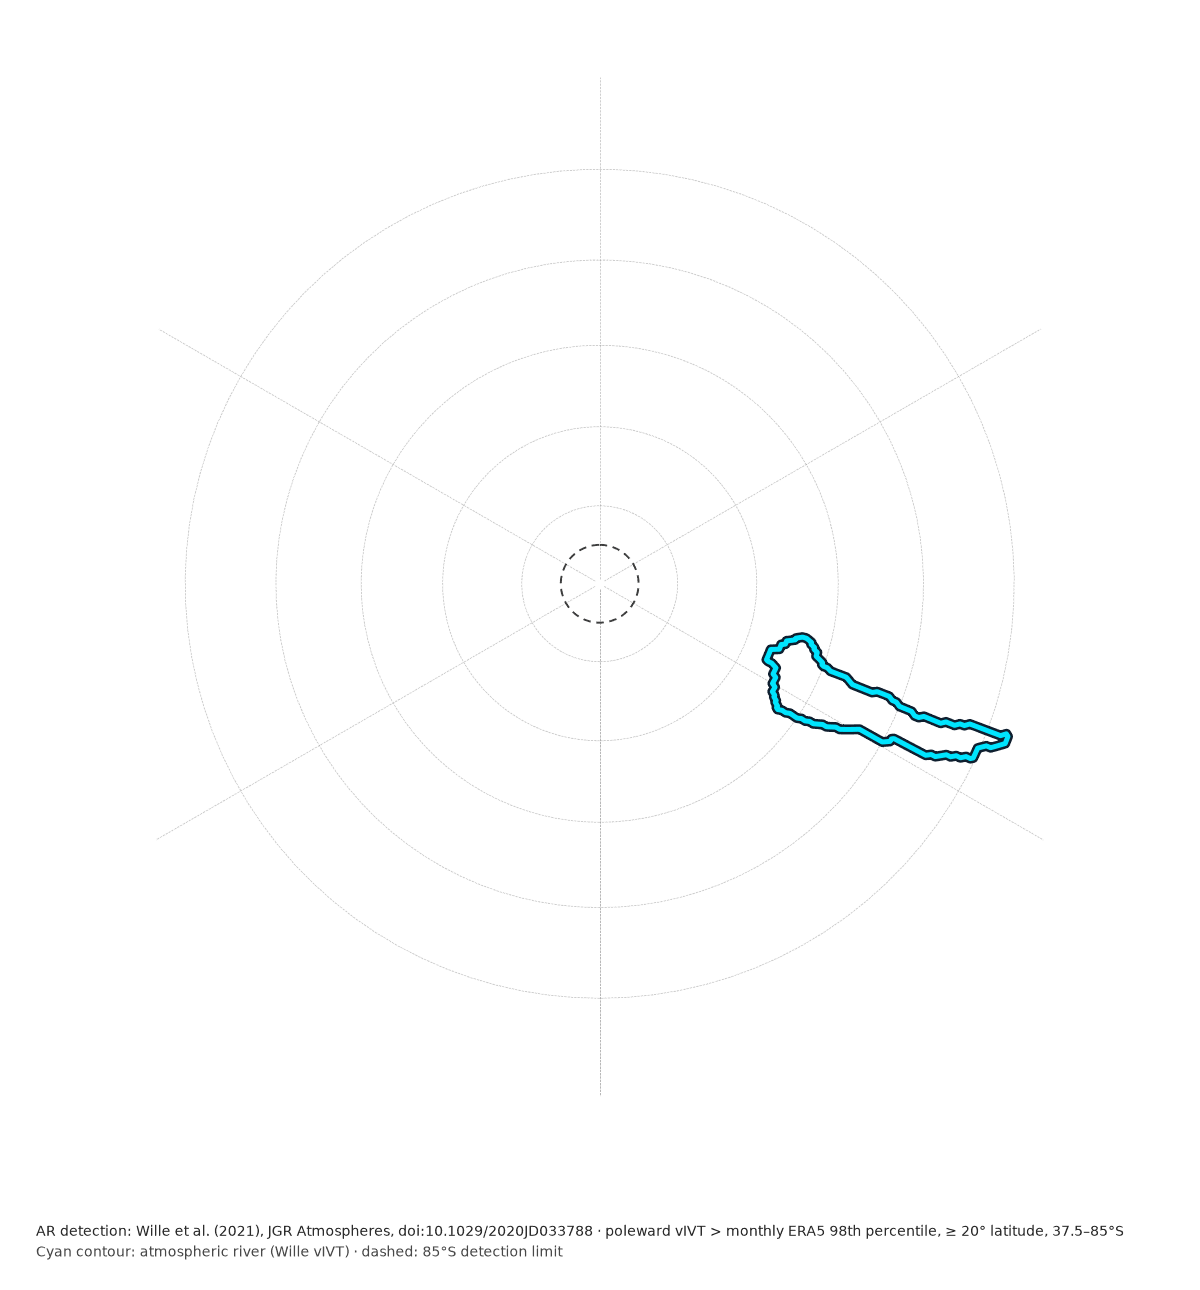 AR detection: Wille et al. (2021), JGR Atmospheres, doi:10.1029/2020JD033788 · poleward vIVT > monthly ERA5 98th percentile, ≥ 20° latitude, 37.5–85°S
Cyan contour: atmospheric river (Wille vIVT) · dashed: 85°S detection limit